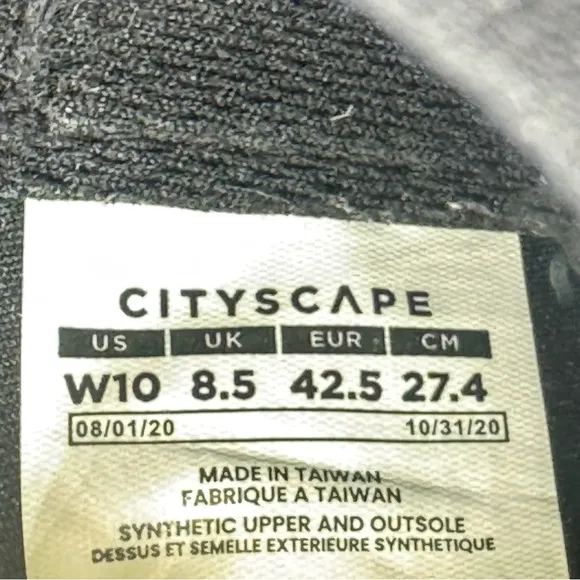 CITYSCAPE
US UK EUR CM
W10 8.5 42.5 27.4
08/01/20 10/31/20
MADE IN TAIWAN
FABRIQUE A TAIWAN
SYNTHETIC UPPER AND OUTSOLE
DESSUS ET SEMELLE EXTERIEURE SYNTHETIQUE